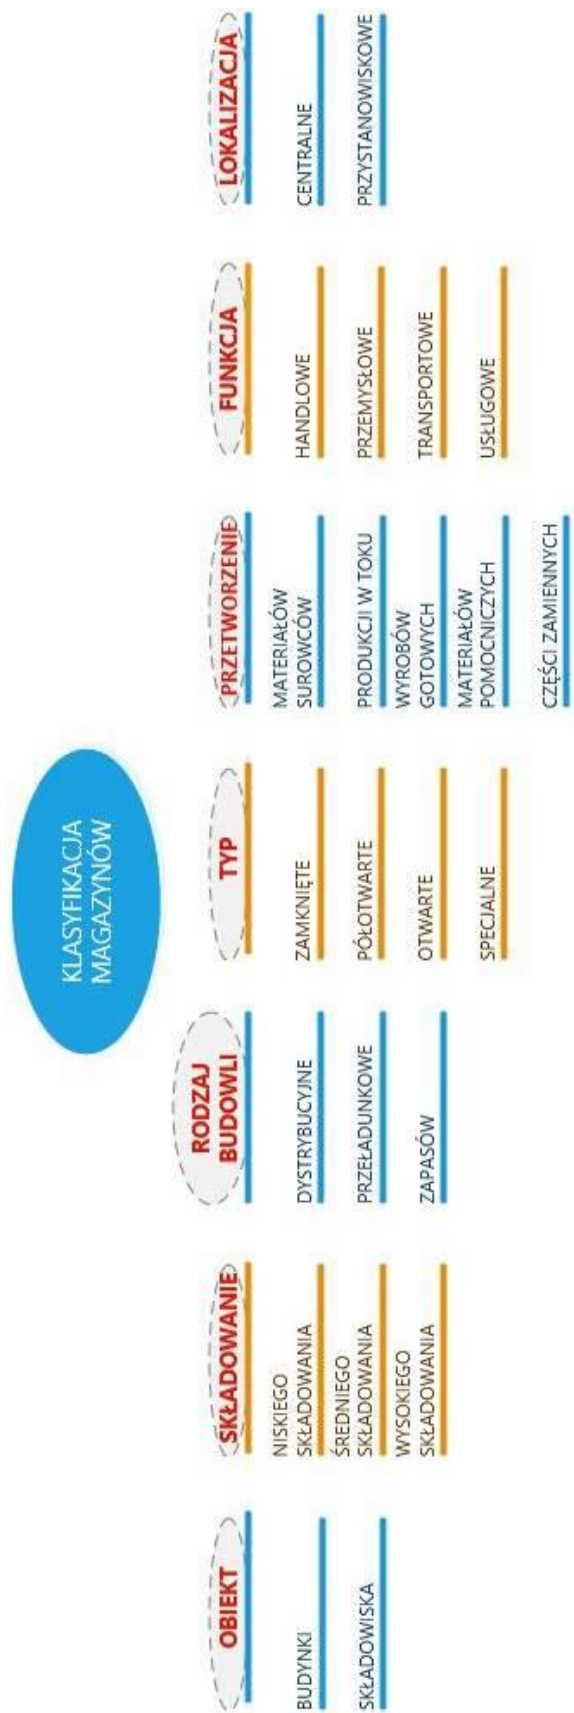 KLASYFIKACJA
MAGAZYNÓW
OBIEKT
BUDYNKI
SKŁADOWISKA
SKŁADOWANIE
NISKIEGO
SKŁADOWANIA
ŚREDNIEGO
SKŁADOWANIA
WYSOKIEGO
SKŁADOWANIA
RODZAJ
BUDOWLI
DYSTRYBUCYJNE
PRZEŁADUNKOWE
ZAPASÓW
TYP
ZAMKNIĘTE
PÓŁOTWARTE
OTWARTE
SPECJALNE
PRZETWORZENIE
MATERIAŁÓW
SUROWCÓW
PRODUKCJI W TOKU
WYROBÓW
GOTOWYCH
MATERIAŁÓW
POMOCNICZYCH
CZĘŚCI ZAMIENNYCH
FUNKCJA
HANDLOWE
PRZEMYSŁOWE
TRANSPORTOWE
USŁUGOWE
LOKALIZACJA
CENTRALNE
PRZYSTANOWISKOWE